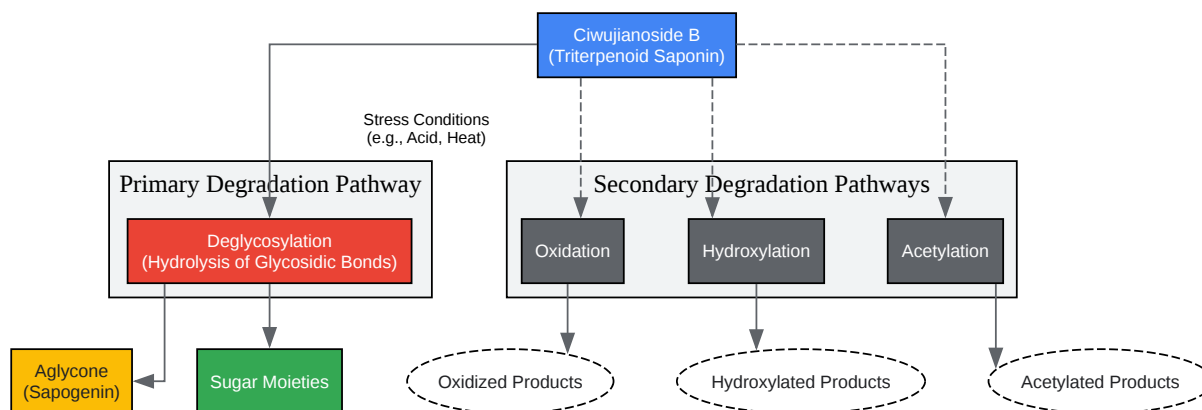 Ciwujianoside B
(Triterpenoid Saponin)
Stress Conditions
(e.g., Acid, Heat)
Primary Degradation Pathway
Secondary Degradation Pathways
Deglycosylation
(Hydrolysis of Glycosidic Bonds)
Oxidation
Hydroxylation
Acetylation
Aglycone
(Sapogenin)
Sugar Moieties
Oxidized Products
Hydroxylated Products
Acetylated Products